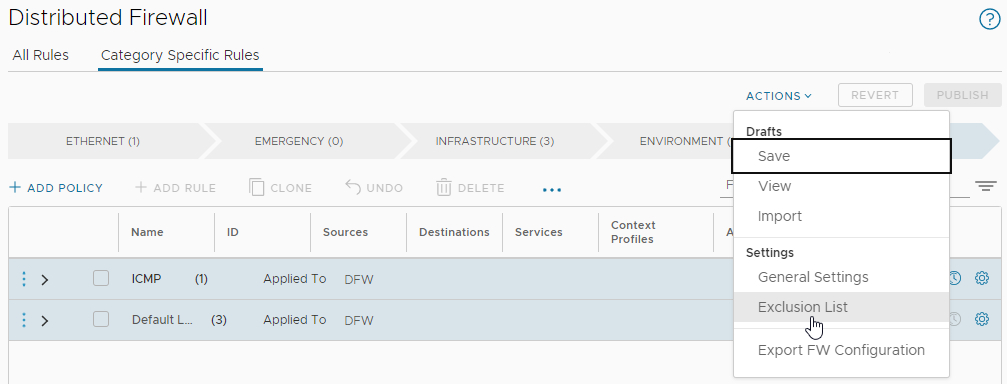 Distributed Firewall
?
All Rules Category Specific Rules
ACTIONS REVERT PUBLISH
ETHERNET (1) EMERGENCY (0) INFRASTRUCTURE (3) ENVIRONMENT (
Drafts
Save
View
Import
Settings
General Settings
Exclusion List
Export FW Configuration
+ ADD POLICY + ADD RULE CLONE UNDO DELETE ...
Name ID Sources Destinations Services Context Profiles
ICMP (1) Applied To DFW
Default L... (3) Applied To DFW